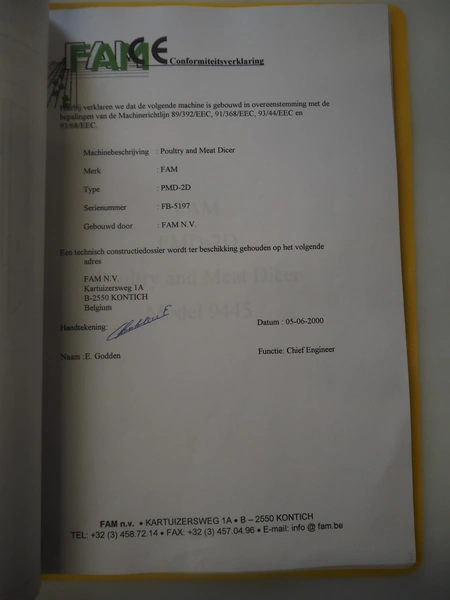 FAM CE Conformiteitsverklaring
Hierbij verklaren we dat de volgende machine is gebouwd in overeenstemming met de
bepalingen van de Machinerichtlijn 89/392/EEC, 91/368/EEC, 93/44/EEC en
93/68/EEC.
Machinebeschrijving : Poultry and Meat Dicer
Merk : FAM
Type : PMD-2D
Serienummer : FB-5197
Gebouwd door : FAM N.V.
Een technisch constructiedossier wordt ter beschikking gehouden op het volgende
adres
FAM N.V.
Kartuizersweg 1A
B-2550 KONTICH
Belgium
Handtekening: Datum : 05-06-2000
Naam :E. Godden Functie: Chief Engineer
FAM n.v. • KARTUIZERSWEG 1A • B – 2550 KONTICH
TEL: +32 (3) 458.72.14 • FAX: +32 (3) 457.04.96 • E-mail: info @ fam.be